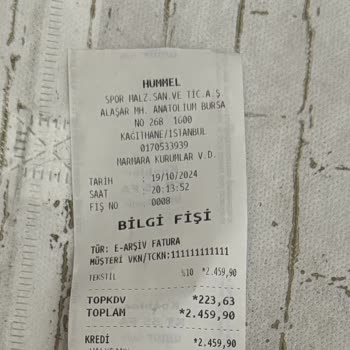 HUMMEL
SPOR MALZ.SAN.VE TİC.A.Ş.
ALAŞAR MH. ANATOLIUM BURSA
NO 268 1600
KAĞITHANE/İSTANBUL
0170533939
MARMARA KURUMLAR V.D.
TARİH : 19/10/2024
SAAT : 20:13:52
FİŞ NO : 0008
BİLGİ FİŞİ
TÜR: E-ARŞİV FATURA
MÜŞTERİ VKN/TCKN:11111111111
TEKSTİL %10 *2.459,90
TOPKDV *223,63
TOPLAM *2.459,90
KREDİ *2.459,90